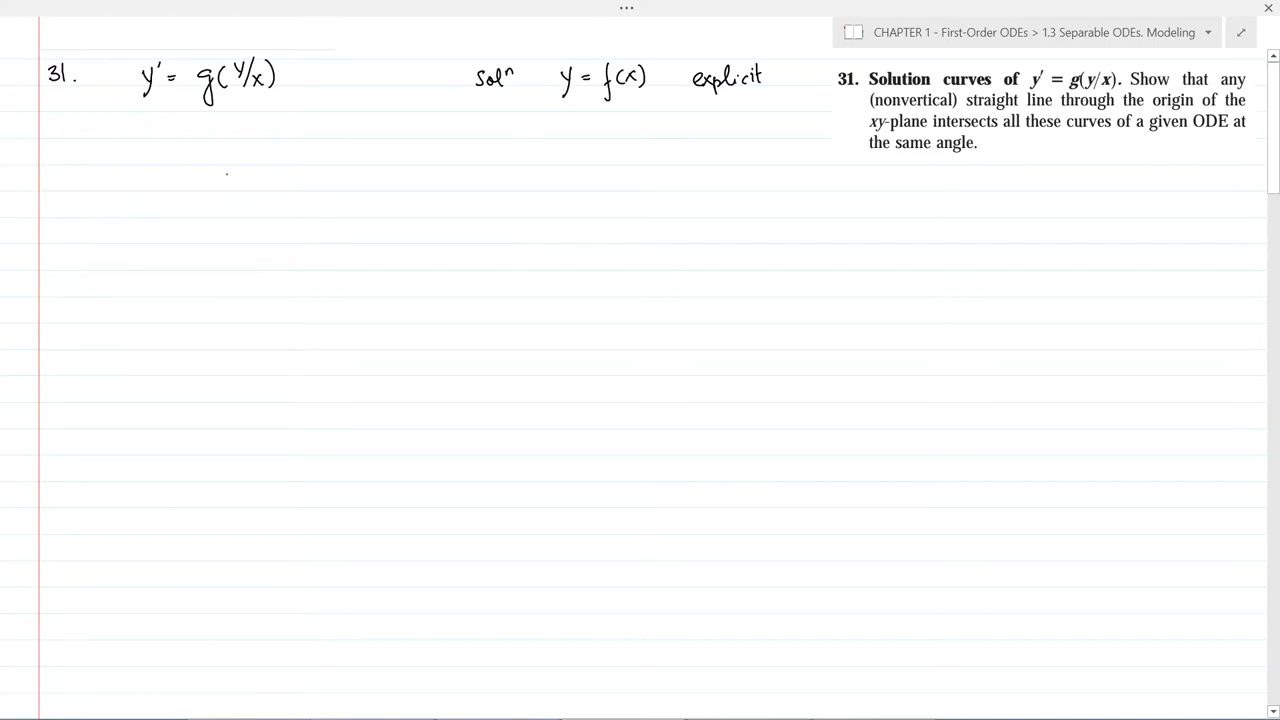 CHAPTER 1 - First-Order ODEs > 1.3 Separable ODEs. Modeling
31. y' = g(y/x) solⁿ y = f(x) explicit
31. Solution curves of y' = g(y/x). Show that any
(nonvertical) straight line through the origin of the
xy-plane intersects all these curves of a given ODE at
the same angle.